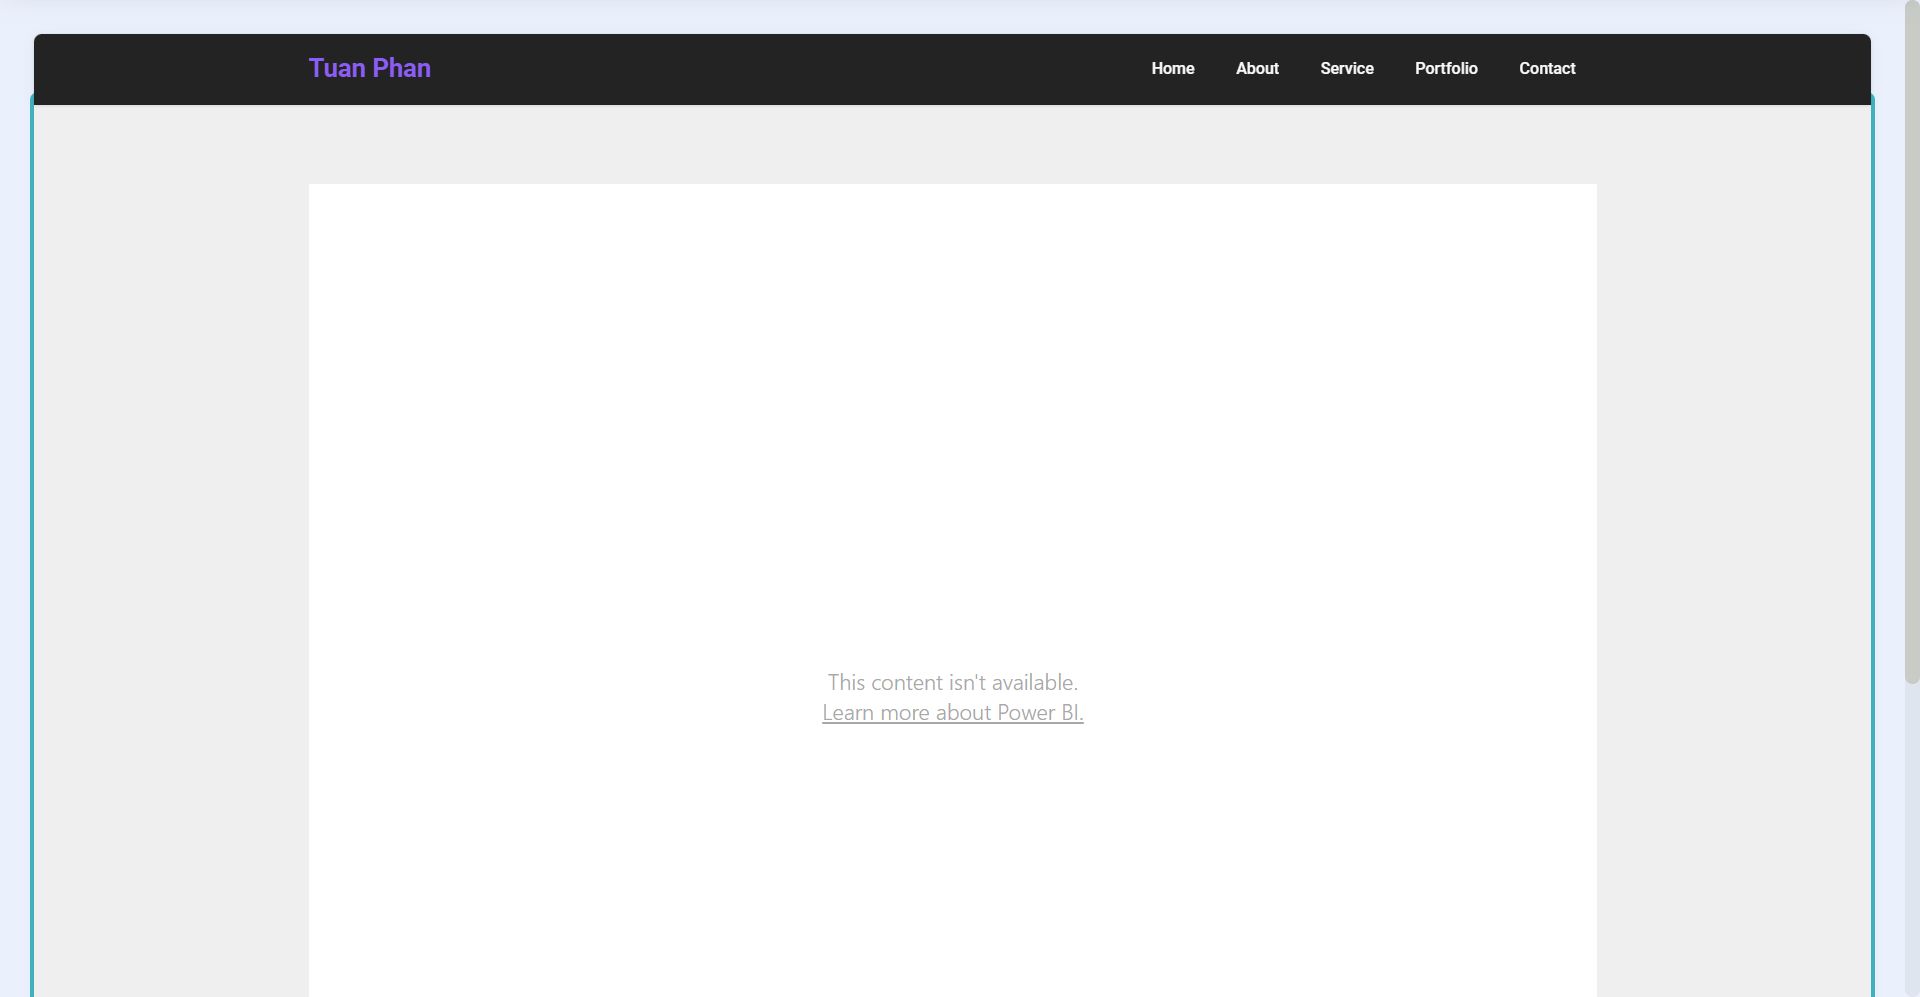 Tuan Phan
Home About Service Portfolio Contact
This content isn't available.
Learn more about Power BI.